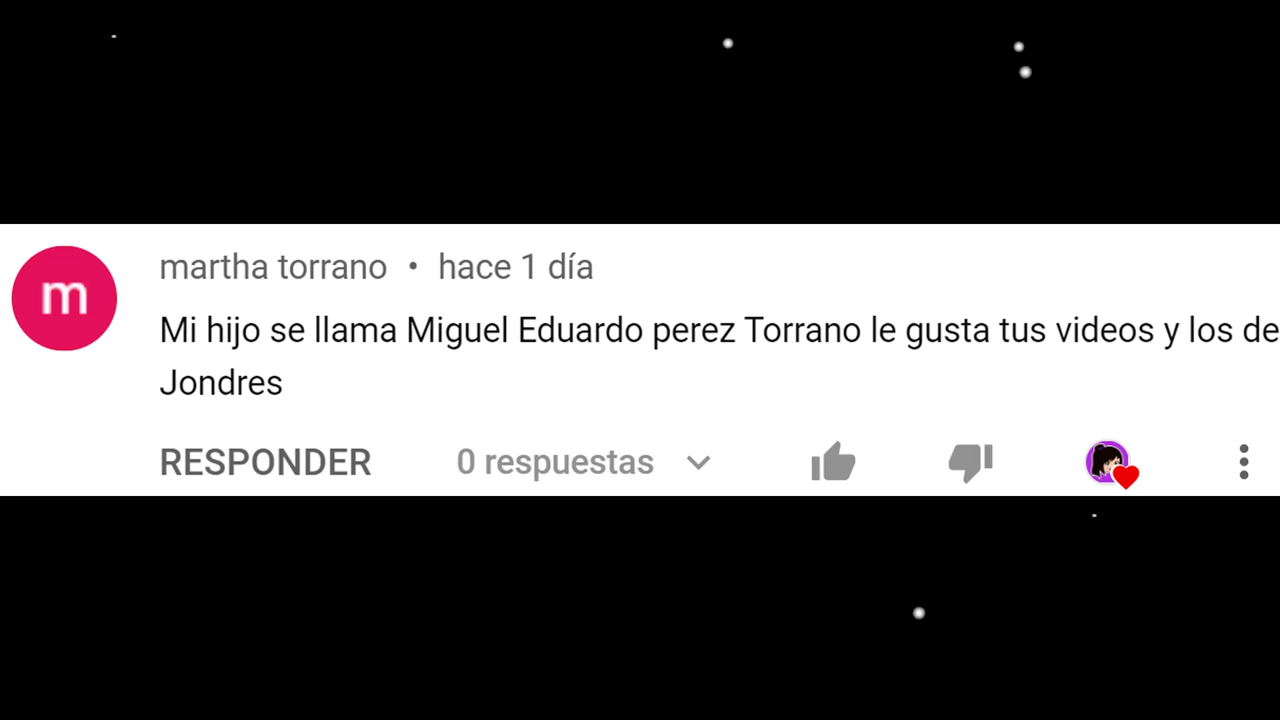 m
martha torrano • hace 1 día
Mi hijo se llama Miguel Eduardo perez Torrano le gusta tus videos y los de
Jondres
RESPONDER 0 respuestas